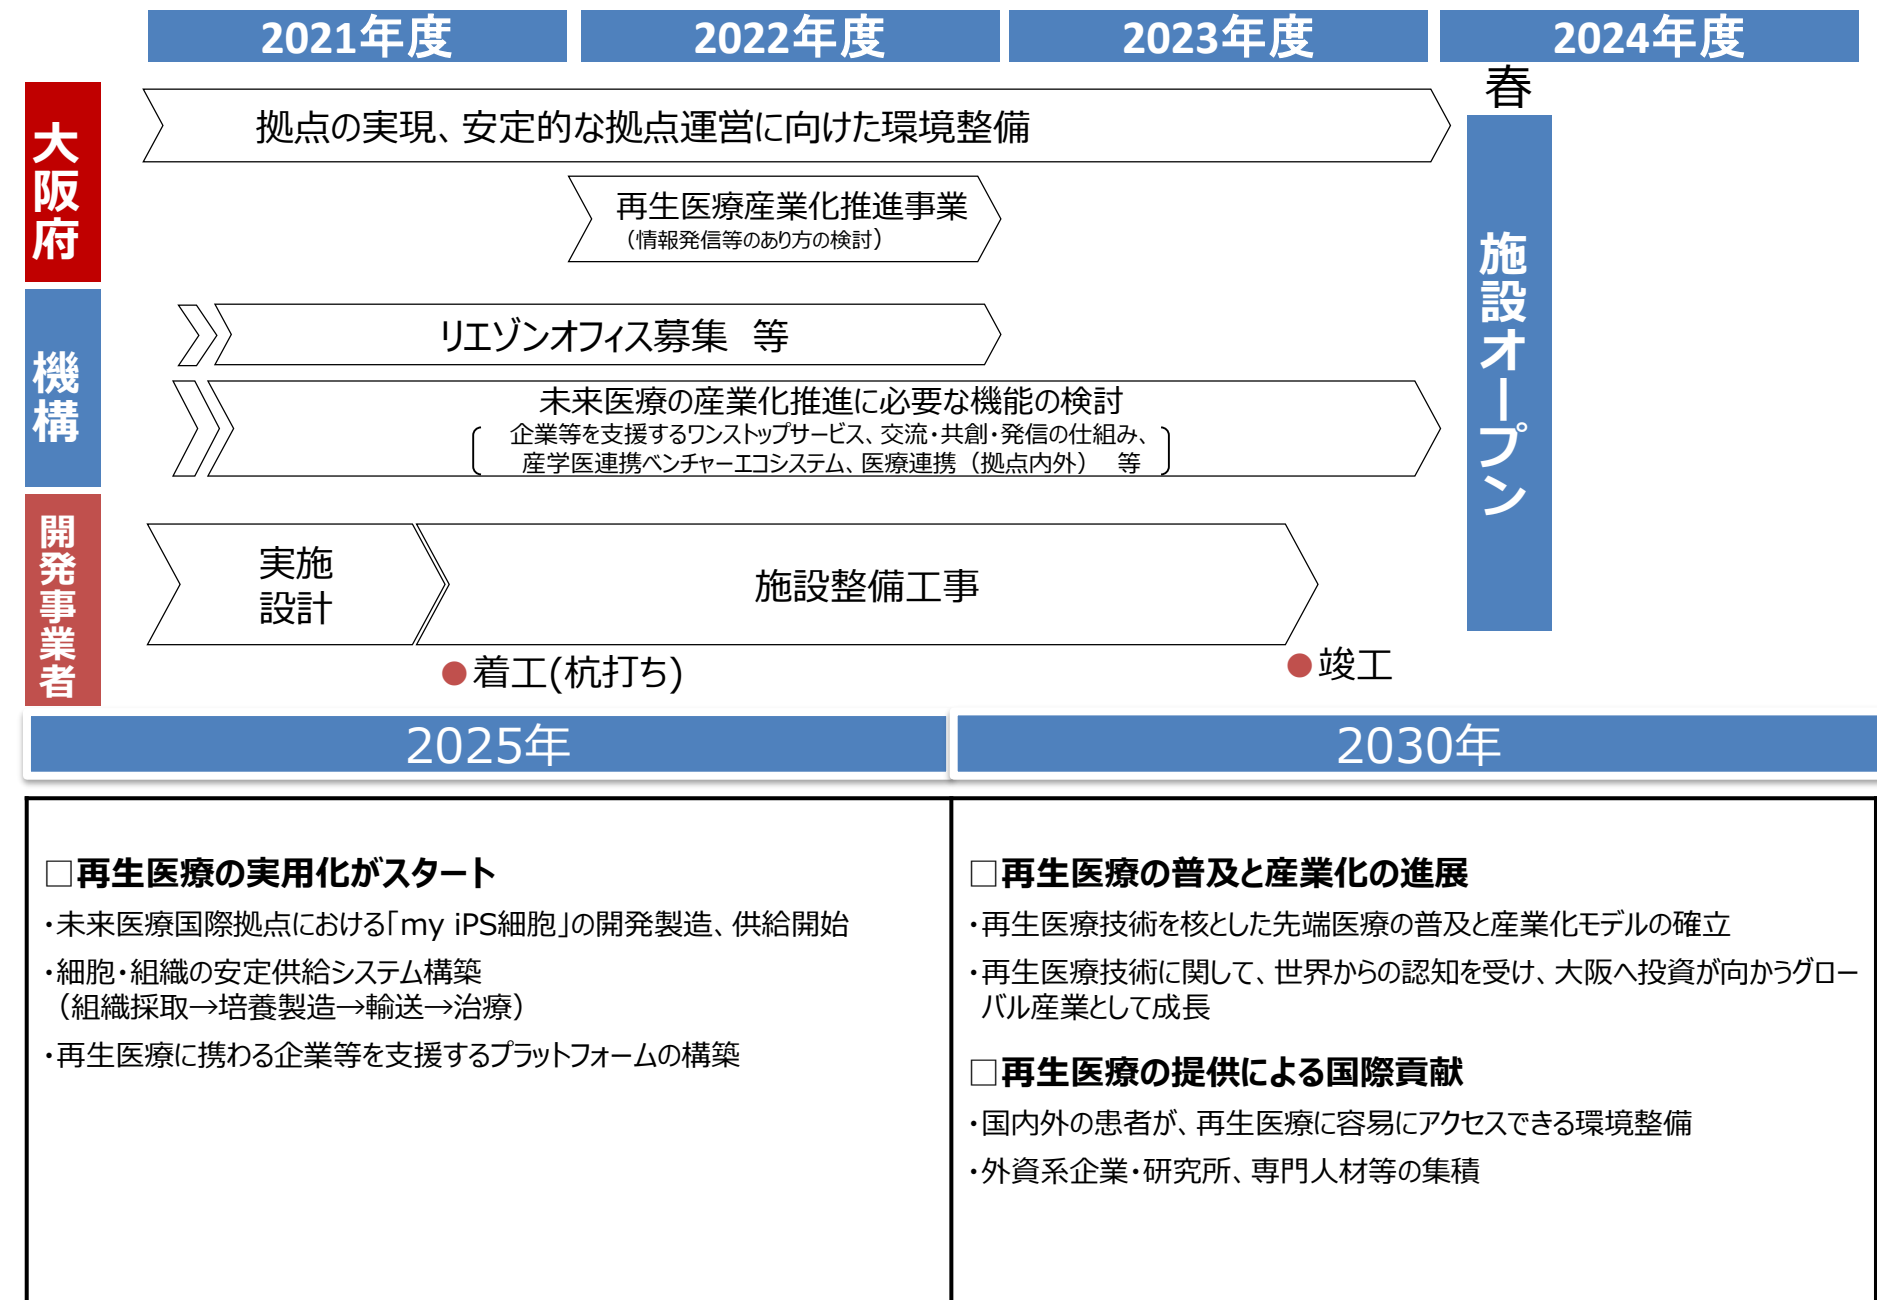 2021年度
2022年度
2023年度
2024年度
大阪府
拠点の実現、安定的な拠点運営に向けた環境整備
再生医療産業化推進事業
（情報発信等のあり方の検討）
機構
リエゾンオフィス募集　等
未来医療の産業化推進に必要な機能の検討
企業等を支援するワンストップサービス、交流・共創・発信の仕組み、
産学医連携ベンチャーエコシステム、医療連携（拠点内外）　等
開発事業者
実施
設計
施設整備工事
●着工(杭打ち)
●竣工
春
施設オープン
2025年
□再生医療の実用化がスタート
・未来医療国際拠点における「my iPS細胞」の開発製造、供給開始
・細胞・組織の安定供給システム構築
（組織採取→培養製造→輸送→治療）
・再生医療に携わる企業等を支援するプラットフォームの構築
2030年
□再生医療の普及と産業化の進展
・再生医療技術を核とした先端医療の普及と産業化モデルの確立
・再生医療技術に関して、世界からの認知を受け、大阪へ投資が向かうグロー
バル産業として成長
□再生医療の提供による国際貢献
・国内外の患者が、再生医療に容易にアクセスできる環境整備
・外資系企業・研究所、専門人材等の集積